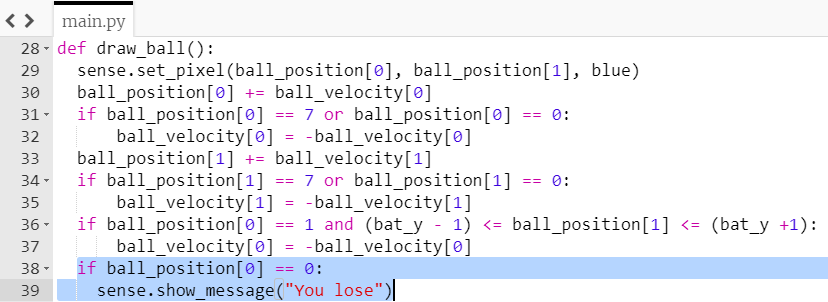 main.py
28 def draw_ball():
29 sense.set_pixel(ball_position[0], ball_position[1], blue)
30 ball_position[0] += ball_velocity[0]
31 if ball_position[0] == 7 or ball_position[0] == 0:
32 ball_velocity[0] = -ball_velocity[0]
33 ball_position[1] += ball_velocity[1]
34 if ball_position[1] == 7 or ball_position[1] == 0:
35 ball_velocity[1] = -ball_velocity[1]
36 if ball_position[0] == 1 and (bat_y - 1) <= ball_position[1] <= (bat_y +1):
37 ball_velocity[0] = -ball_velocity[0]
38 if ball_position[0] == 0:
39 sense.show_message("You lose")